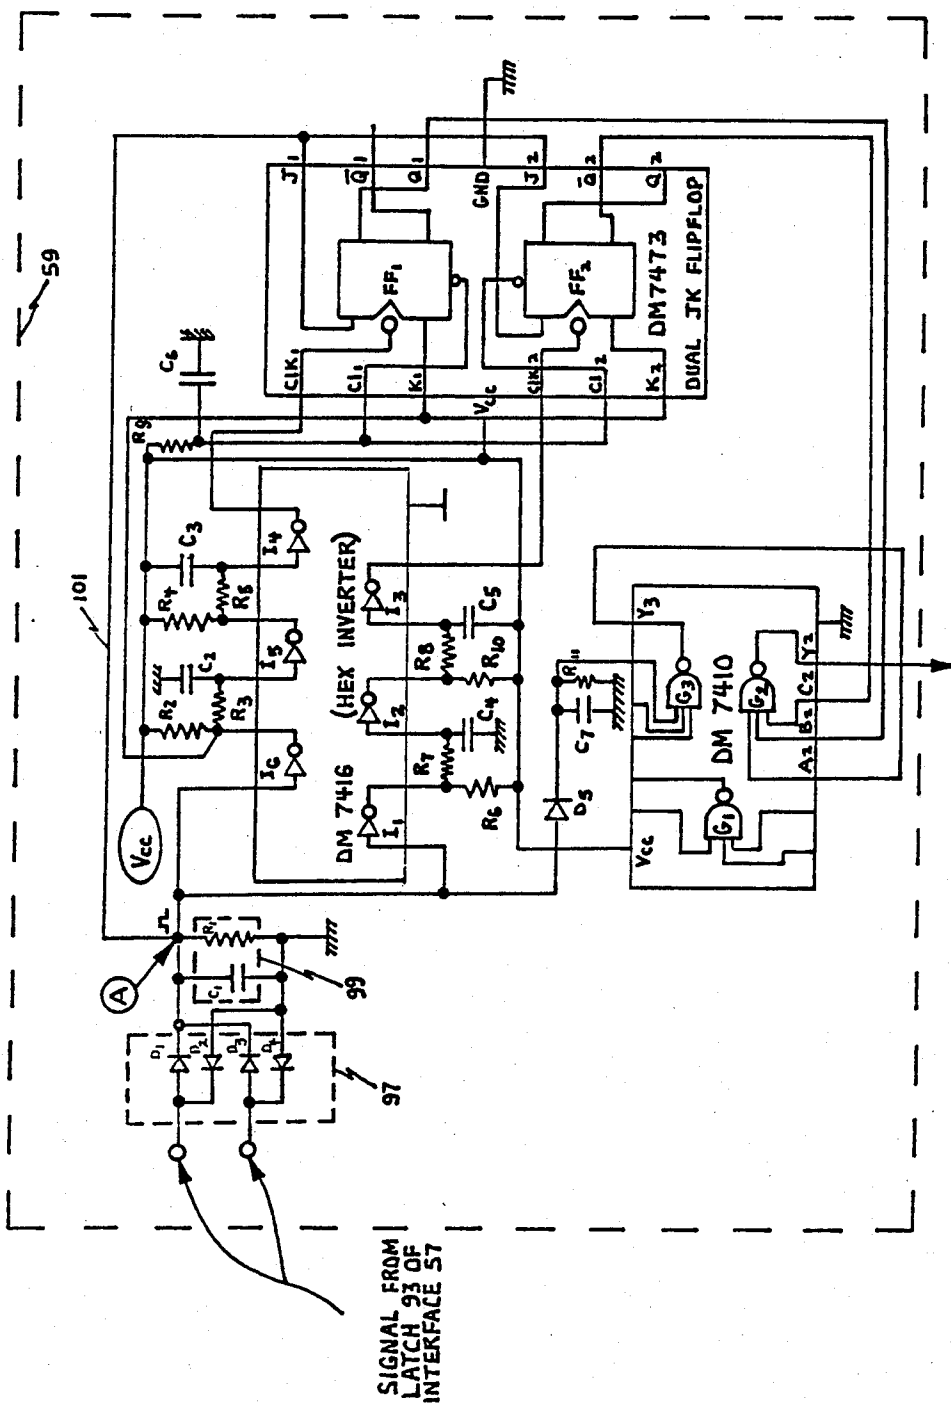 59
101
Vcc
R2
R3
C2
R4
R5
C3
R9
C6
I6
I5
I4
DM 7416
(HEX INVERTER)
I1
I2
I3
R6
R7
C4
R8
R10
C5
A
R1
C1
99
D1
D2
D3
D4
97
D5
C7
R11
Vcc
G1
G3
G2
DM 7410
Y3
Y2
C2
B2
A2
J1
Q̅1
Q1
GND
J2
Q̅2
Q2
FF1
FF2
ClK1
Cl1
K1
Vcc
ClK2
Cl2
K2
DM7473
DUAL JK FLIPFLOP
SIGNAL FROM
LATCH 93 OF
INTERFACE 57